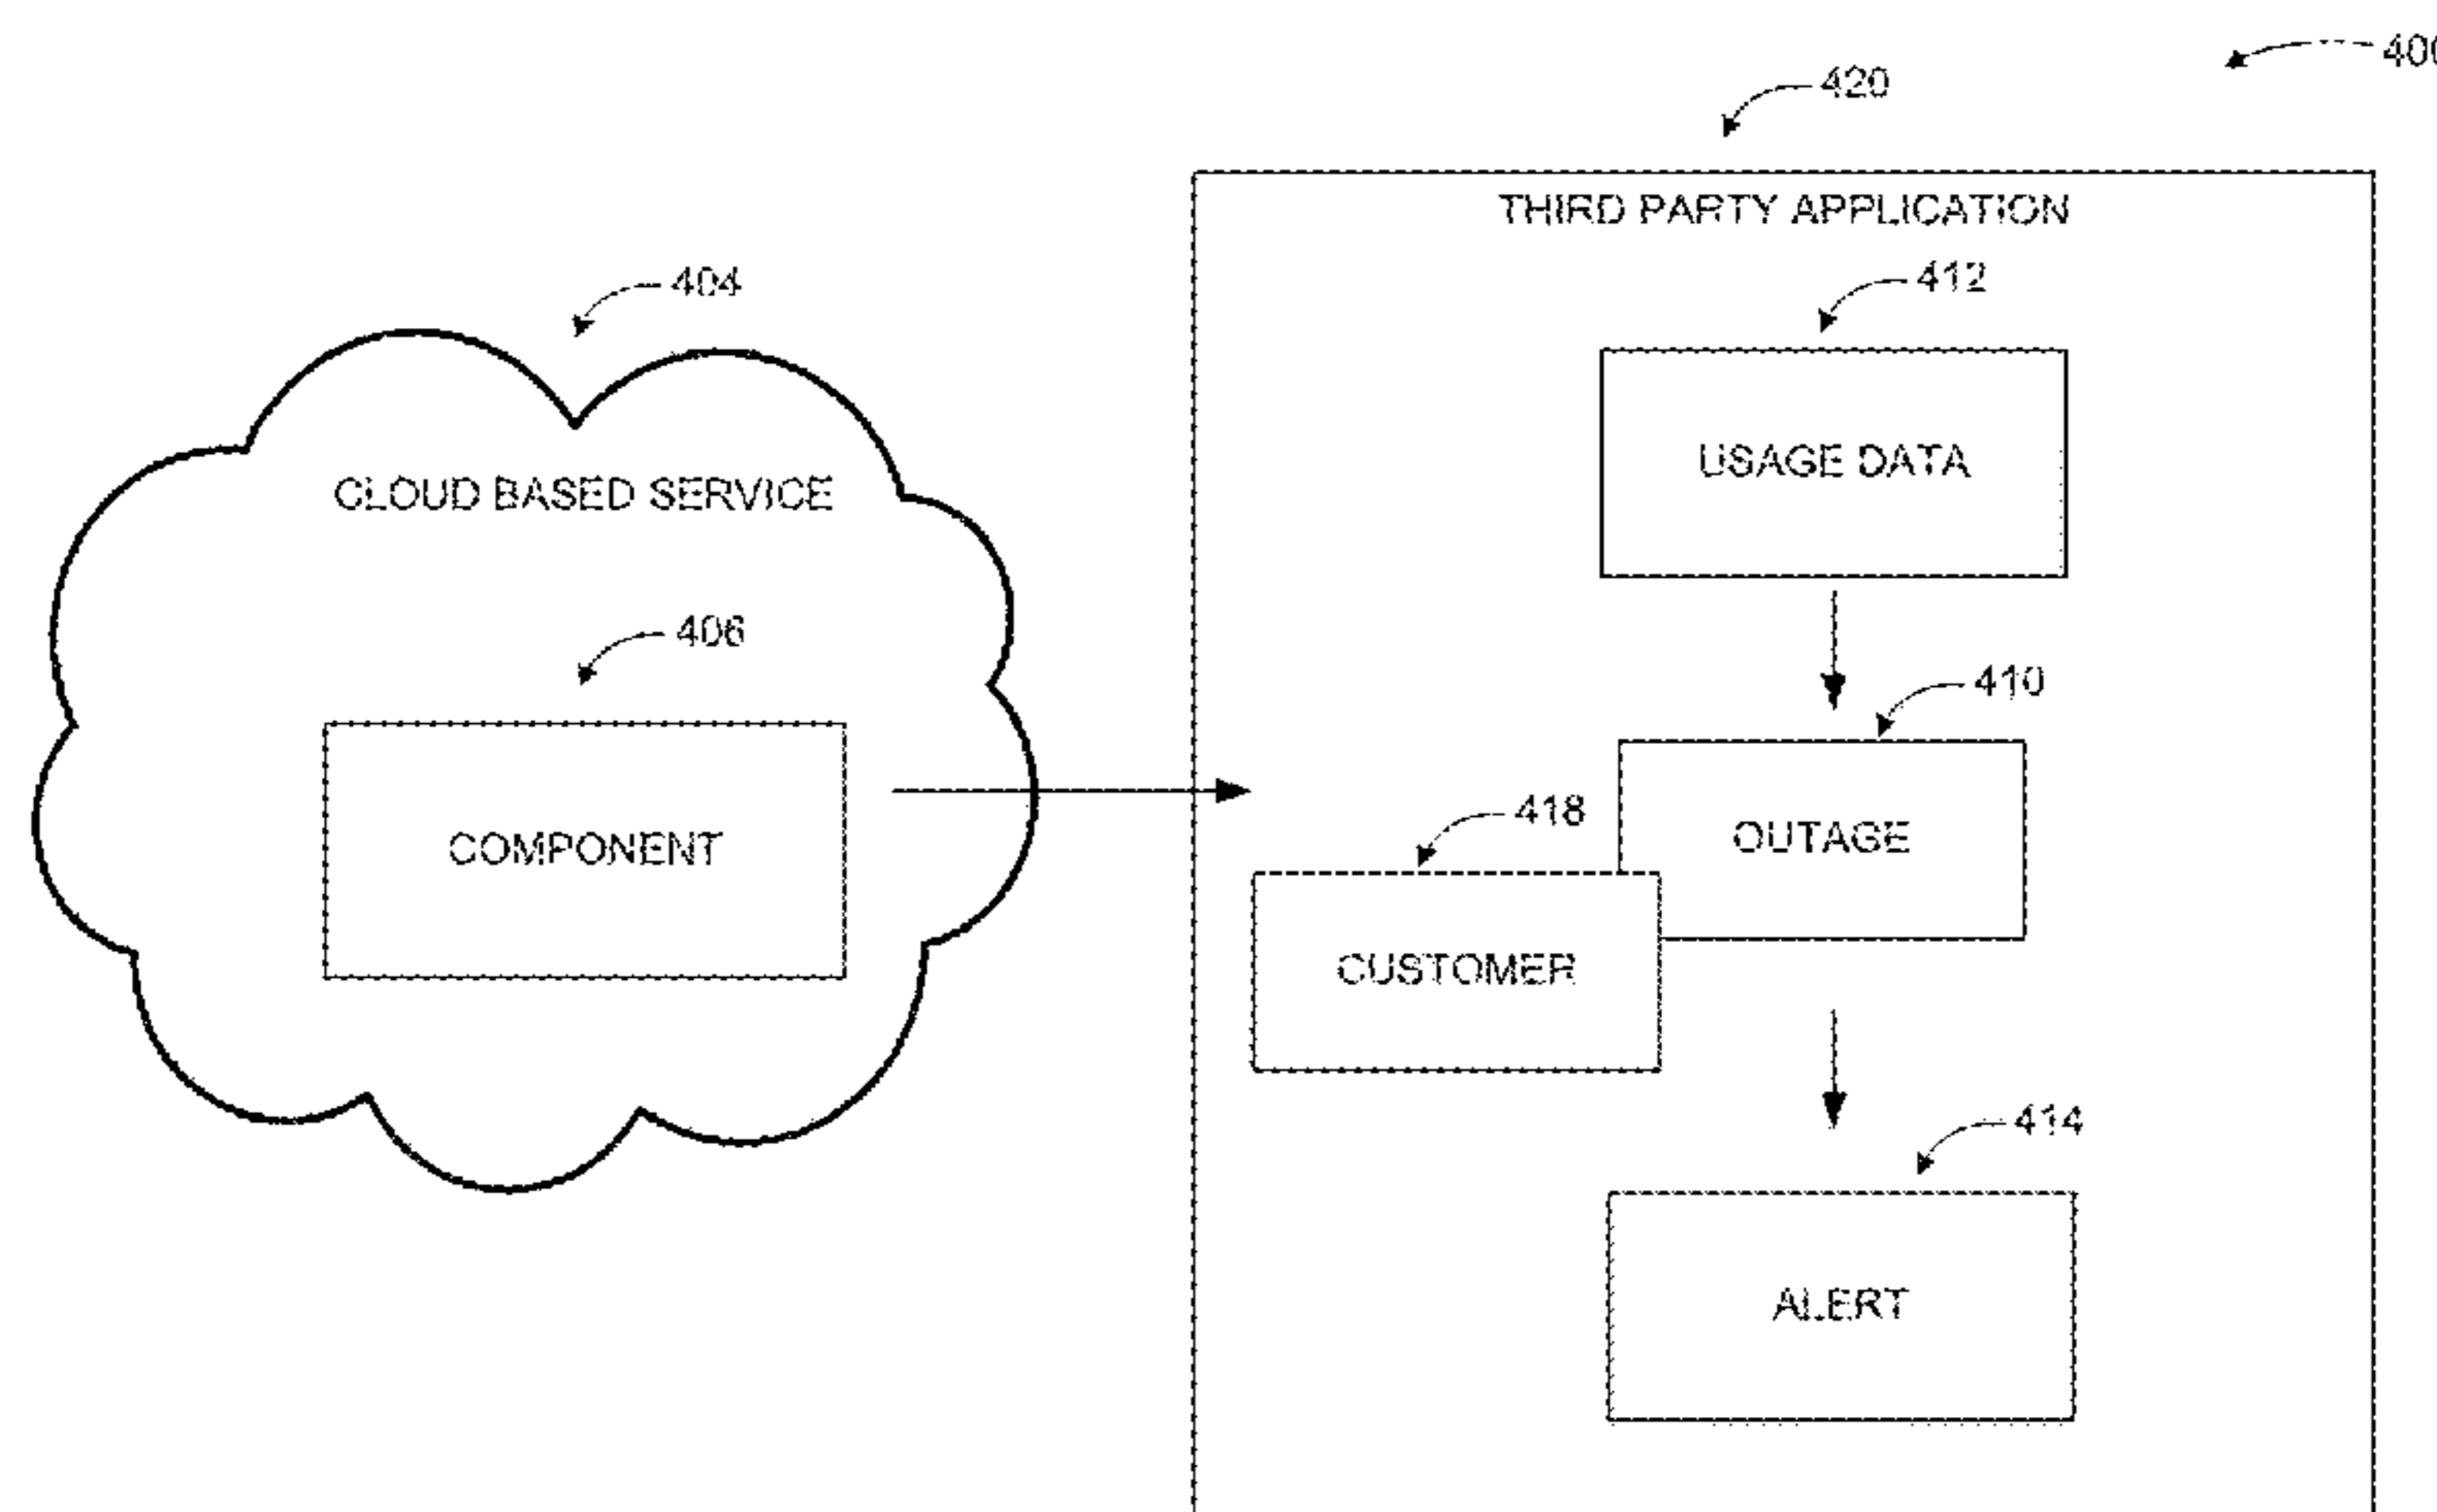 400
420
THIRD PARTY APPLICATION
404
412
CLOUD BASED SERVICE
USAGE DATA
406
410
418
COMPONENT
OUTAGE
CUSTOMER
414
ALERT